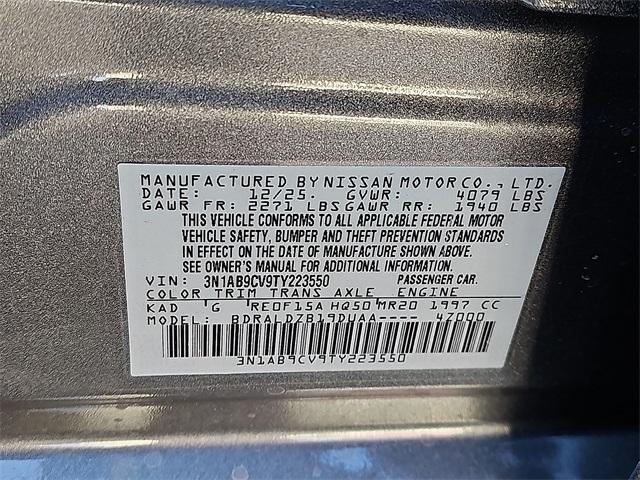 MANUFACTURED BY NISSAN MOTOR CO., LTD.
DATE: 12/25. GVWR: 4079 LBS
GAWR FR: 2271 LBS GAWR RR: 1940 LBS
THIS VEHICLE CONFORMS TO ALL APPLICABLE FEDERAL MOTOR
VEHICLE SAFETY, BUMPER AND THEFT PREVENTION STANDARDS
IN EFFECT ON THE DATE OF MANUFACTURE SHOWN ABOVE.
SEE OWNER'S MANUAL FOR ADDITIONAL INFORMATION.
VIN: 3N1AB9CV9TY223550 PASSENGER CAR.
COLOR TRIM TRANS AXLE ENGINE
KAD G RE0F15A HQ50 MR20 1997 CC
MODEL: BDRALDZB19DUAA---- 4Z000
3N1AB9CV9TY223550